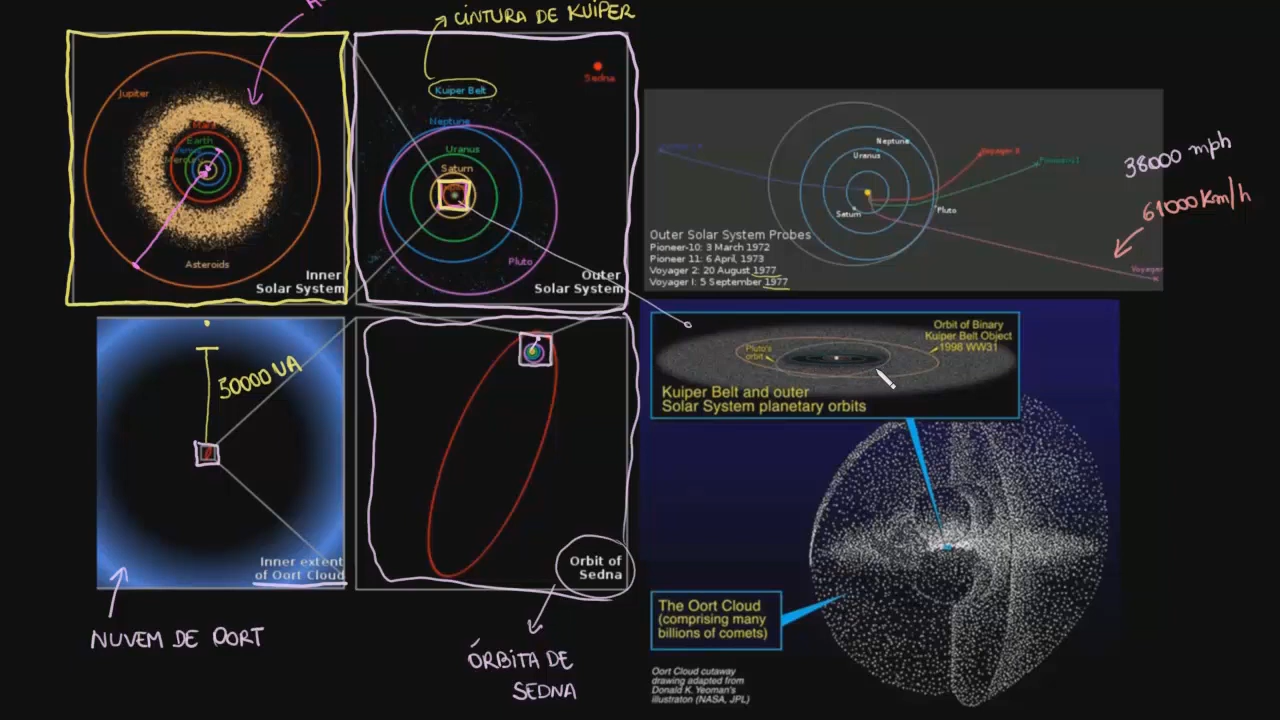 CINTURA DE KUIPER
Jupiter
Mars
Earth
Mercury
Asteroids
Inner
Solar System
Sedna
Kuiper Belt
Neptune
Uranus
Saturn
Pluto
Outer
Solar System
Neptune
Uranus
Saturn
Pluto
Voyager 2
Pioneer 11
Voyager
Outer Solar System Probes
Pioneer-10: 3 March 1972
Pioneer 11: 6 April, 1973
Voyager 2: 20 August 1977
Voyager I: 5 September 1977
38000 mph
61000 Km/h
50000 UA
Inner extent
of Oort Cloud
NUVEM DE OORT
Orbit of
Sedna
ÓRBITA DE
SEDNA
Pluto's
orbit
Orbit of Binary
Kuiper Belt Object
1998 WW31
Kuiper Belt and outer
Solar System planetary orbits
The Oort Cloud
(comprising many
billions of comets)
Oort Cloud cutaway
drawing adapted from
Donald K. Yeoman's
illustraton (NASA, JPL)